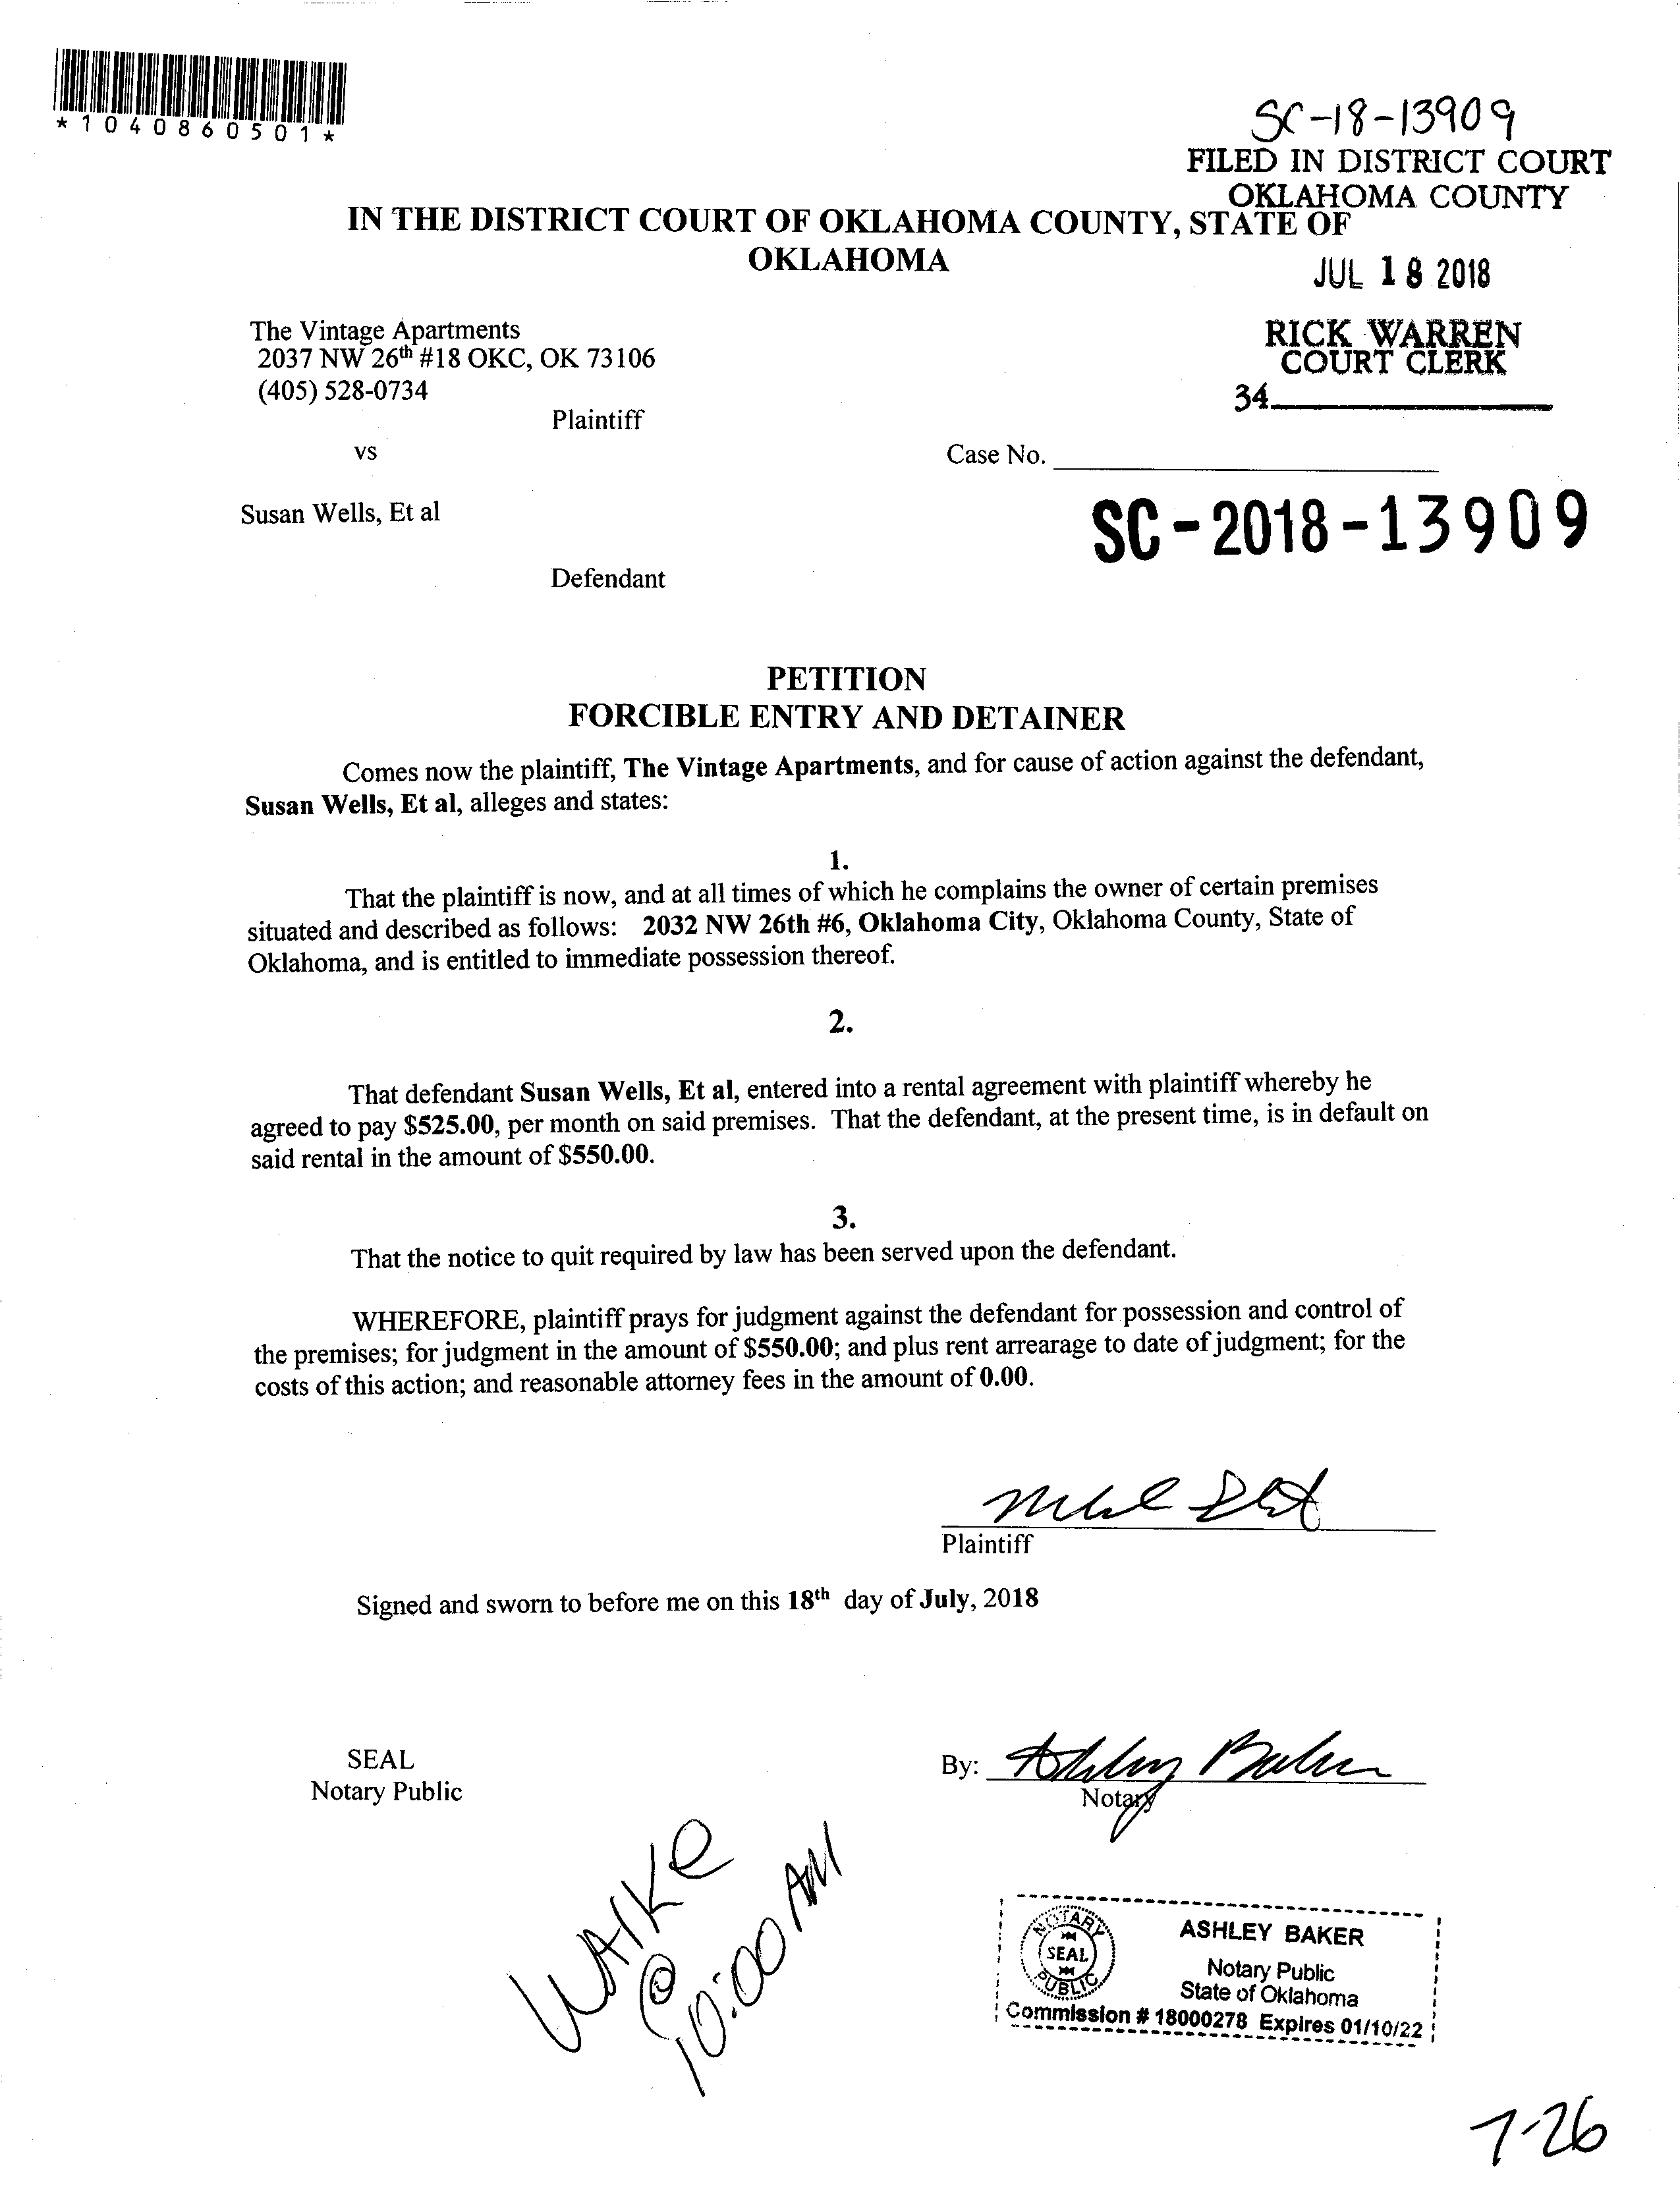 *1040860501*
SC-18-13909
FILED IN DISTRICT COURT
OKLAHOMA COUNTY
IN THE DISTRICT COURT OF OKLAHOMA COUNTY, STATE OF
OKLAHOMA
JUL 18 2018
The Vintage Apartments
2037 NW 26th #18 OKC, OK 73106
(405) 528-0734
RICK WARREN
COURT CLERK
34
Plaintiff
vs
Case No.
Susan Wells, Et al
SC-2018-13909
Defendant
PETITION
FORCIBLE ENTRY AND DETAINER
Comes now the plaintiff, The Vintage Apartments, and for cause of action against the defendant,
Susan Wells, Et al, alleges and states:
1.
That the plaintiff is now, and at all times of which he complains the owner of certain premises
situated and described as follows: 2032 NW 26th #6, Oklahoma City, Oklahoma County, State of
Oklahoma, and is entitled to immediate possession thereof.
2.
That defendant Susan Wells, Et al, entered into a rental agreement with plaintiff whereby he
agreed to pay $525.00, per month on said premises. That the defendant, at the present time, is in default on
said rental in the amount of $550.00.
3.
That the notice to quit required by law has been served upon the defendant.
WHEREFORE, plaintiff prays for judgment against the defendant for possession and control of
the premises; for judgment in the amount of $550.00; and plus rent arrearage to date of judgment; for the
costs of this action; and reasonable attorney fees in the amount of 0.00.
Plaintiff
Signed and sworn to before me on this 18th day of July, 2018
SEAL
Notary Public
By: Ashley Baker
Notary
@
10:00 AM
NOTARY
SEAL
PUBLIC
ASHLEY BAKER
Notary Public
State of Oklahoma
Commission # 18000278 Expires 01/10/22
7-26